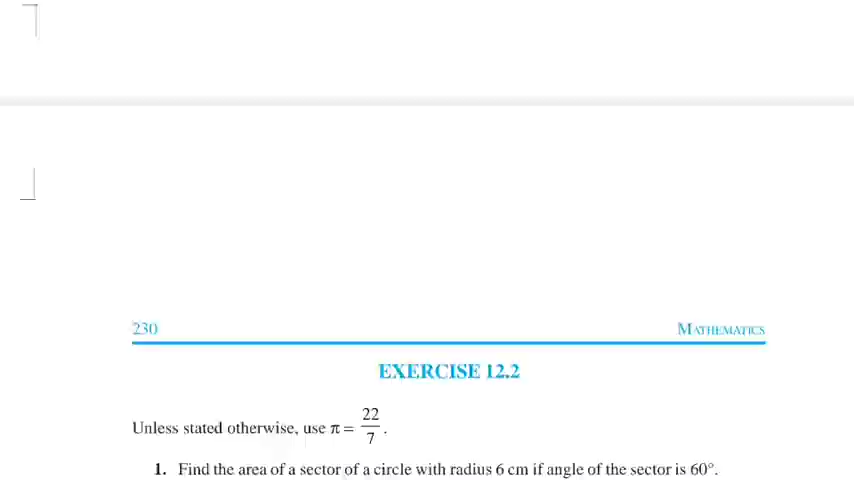 230 MATHEMATICS
EXERCISE 12.2
Unless stated otherwise, use π = 22/7.
1. Find the area of a sector of a circle with radius 6 cm if angle of the sector is 60°.